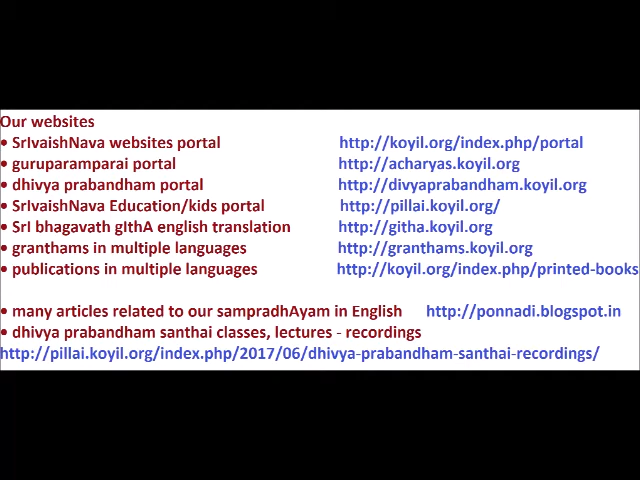 Our websites
• SrIvaishNava websites portal http://koyil.org/index.php/portal
• guruparamparai portal http://acharyas.koyil.org
• dhivya prabandham portal http://divyaprabandham.koyil.org
• SrIvaishNava Education/kids portal http://pillai.koyil.org/
• SrI bhagavath gIthA english translation http://githa.koyil.org
• granthams in multiple languages http://granthams.koyil.org
• publications in multiple languages http://koyil.org/index.php/printed-books
• many articles related to our sampradhAyam in English http://ponnadi.blogspot.in
• dhivya prabandham santhai classes, lectures - recordings
http://pillai.koyil.org/index.php/2017/06/dhivya-prabandham-santhai-recordings/